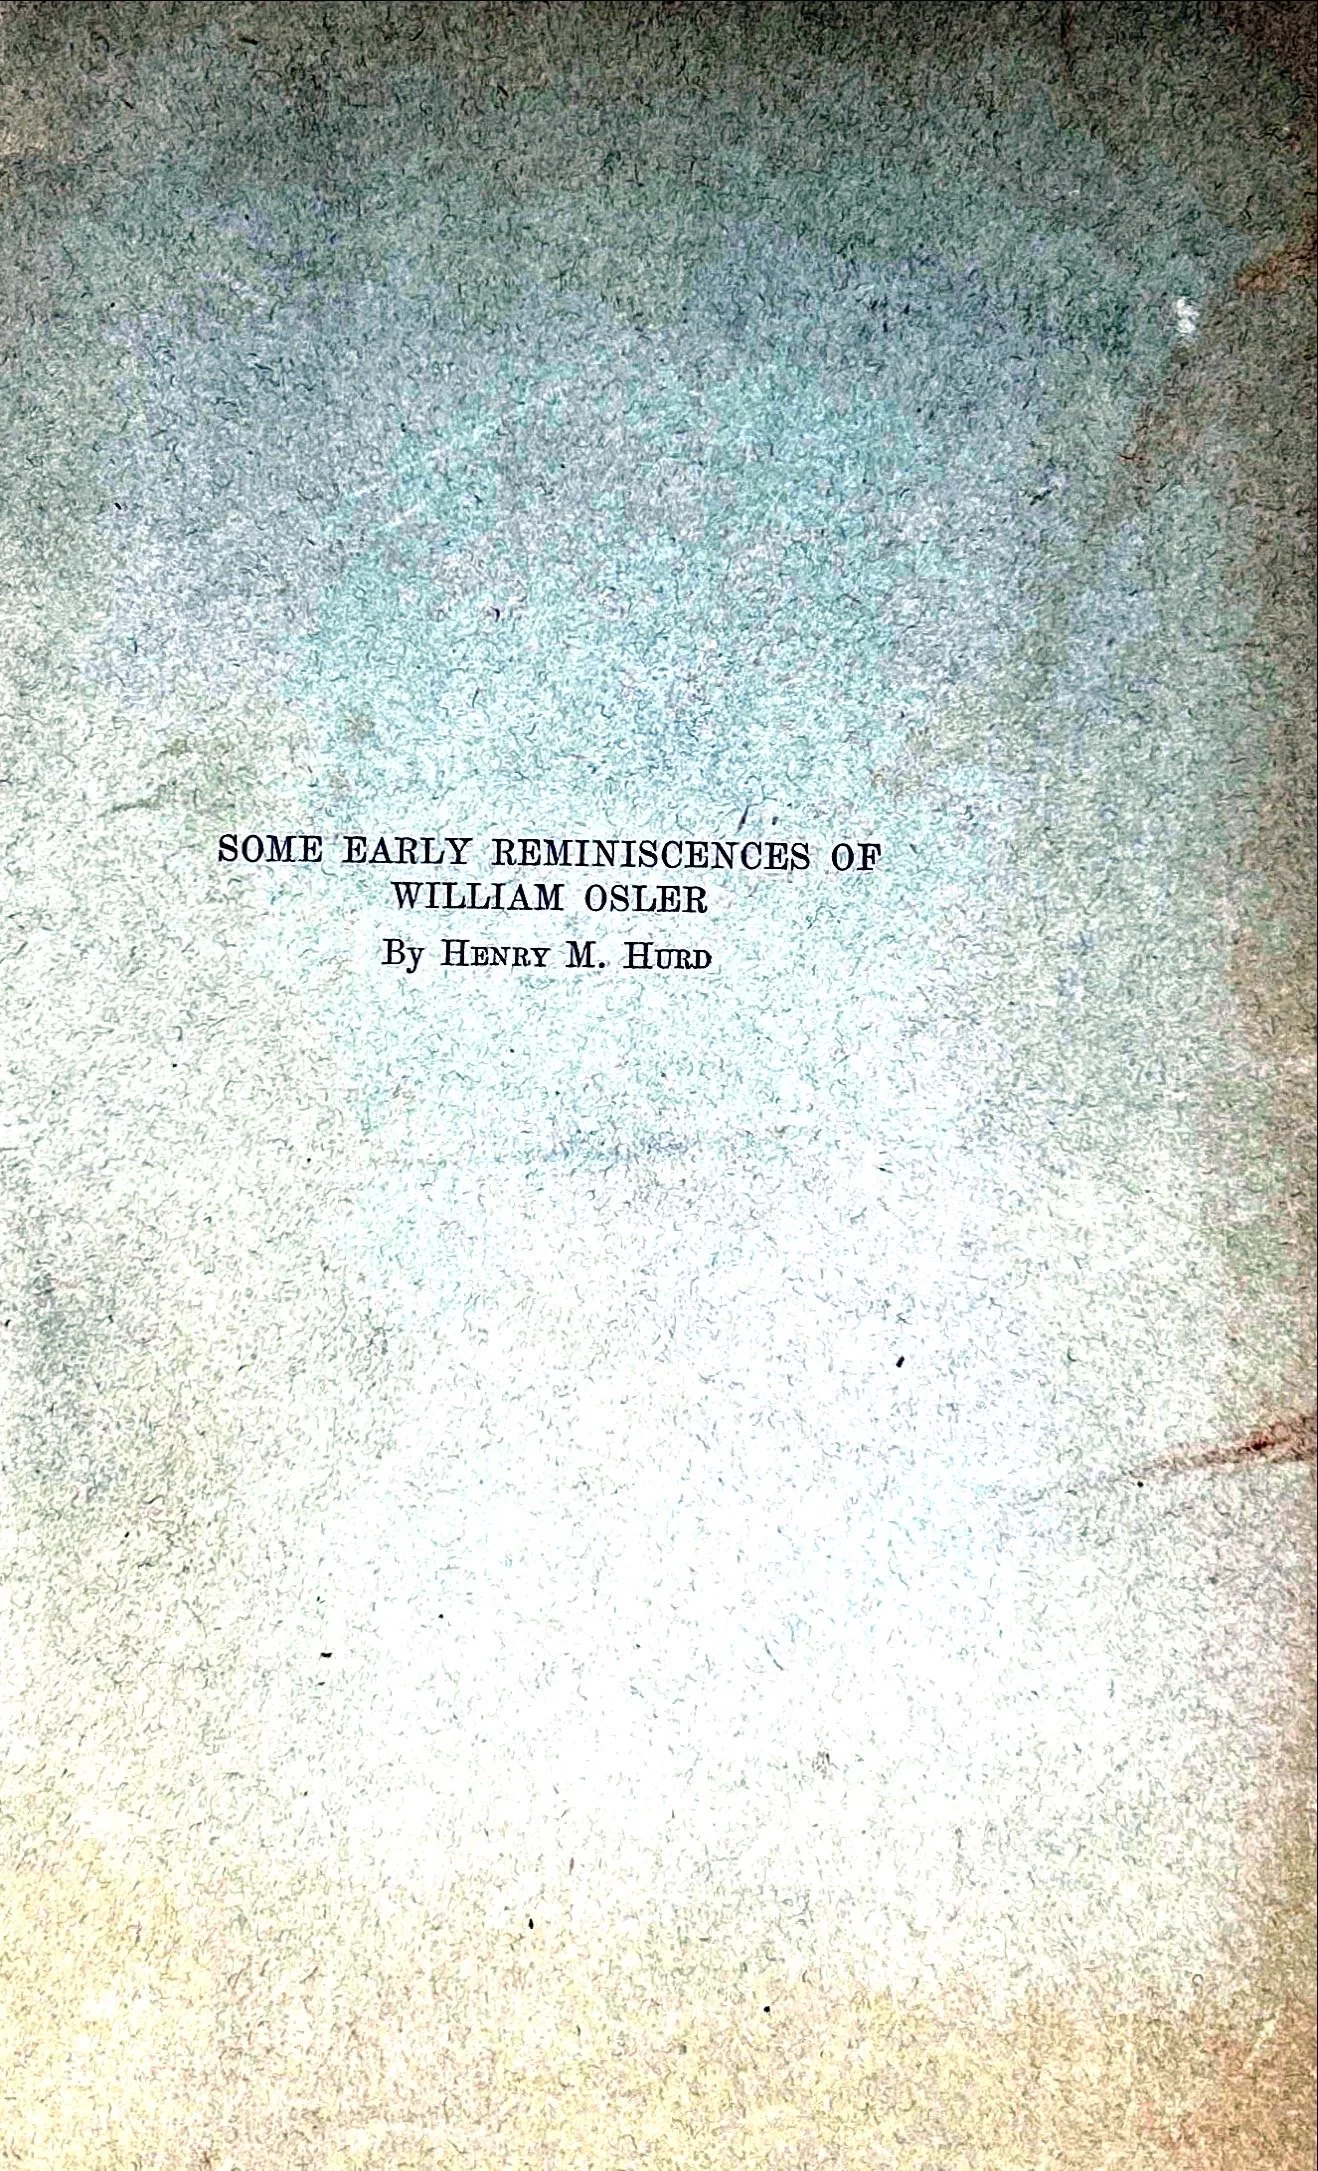 SOME EARLY REMINISCENCES OF
WILLIAM OSLER
By HENRY M. HURD